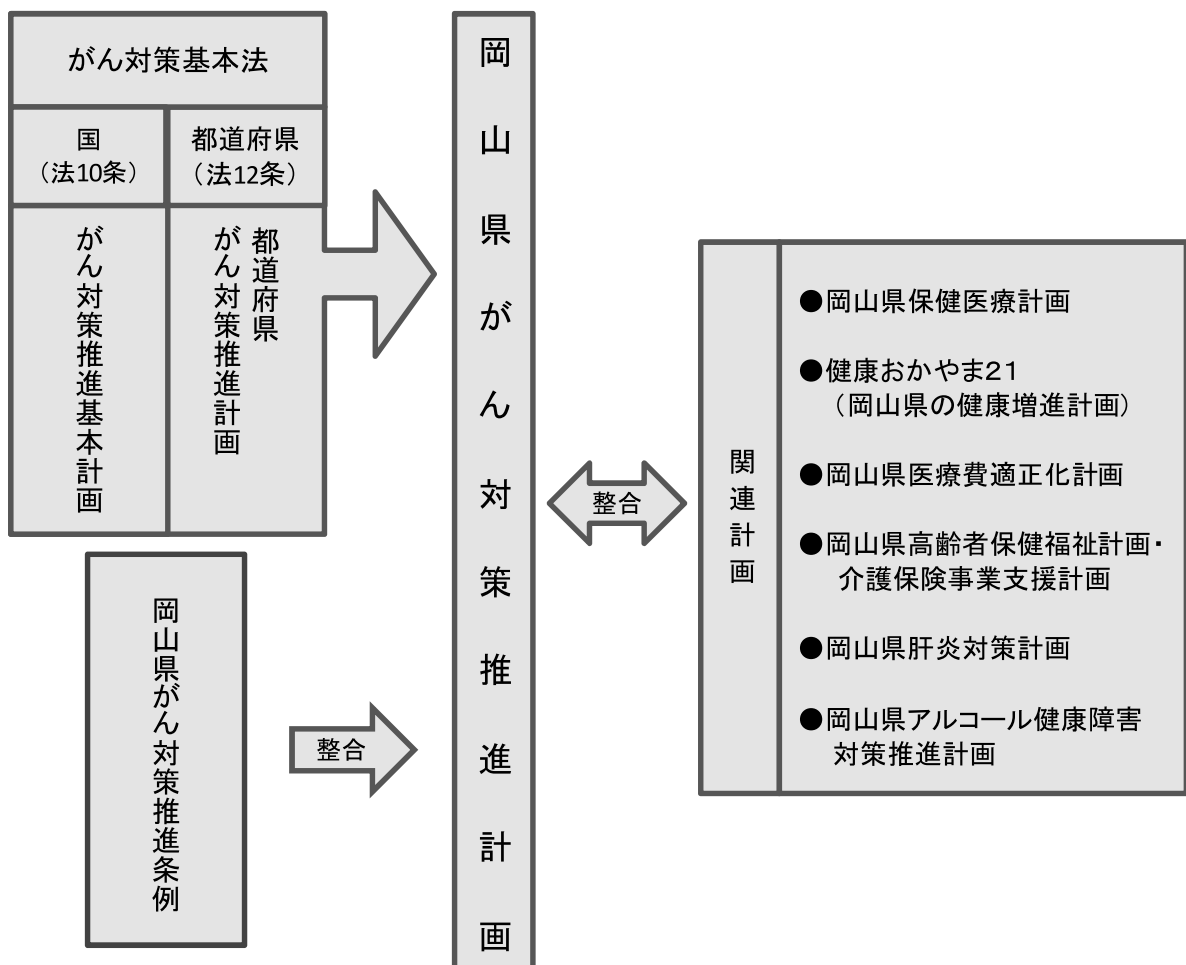 がん対策基本法
国
（法10条）
都道府県
（法12条）
がん対策推進基本計画
都道府県
がん対策推進計画
岡山県がん対策推進条例
整合
岡山県がん対策推進計画
整合
関連計画
●岡山県保健医療計画
●健康おかやま２１
（岡山県の健康増進計画）
●岡山県医療費適正化計画
●岡山県高齢者保健福祉計画・
介護保険事業支援計画
●岡山県肝炎対策計画
●岡山県アルコール健康障害
対策推進計画